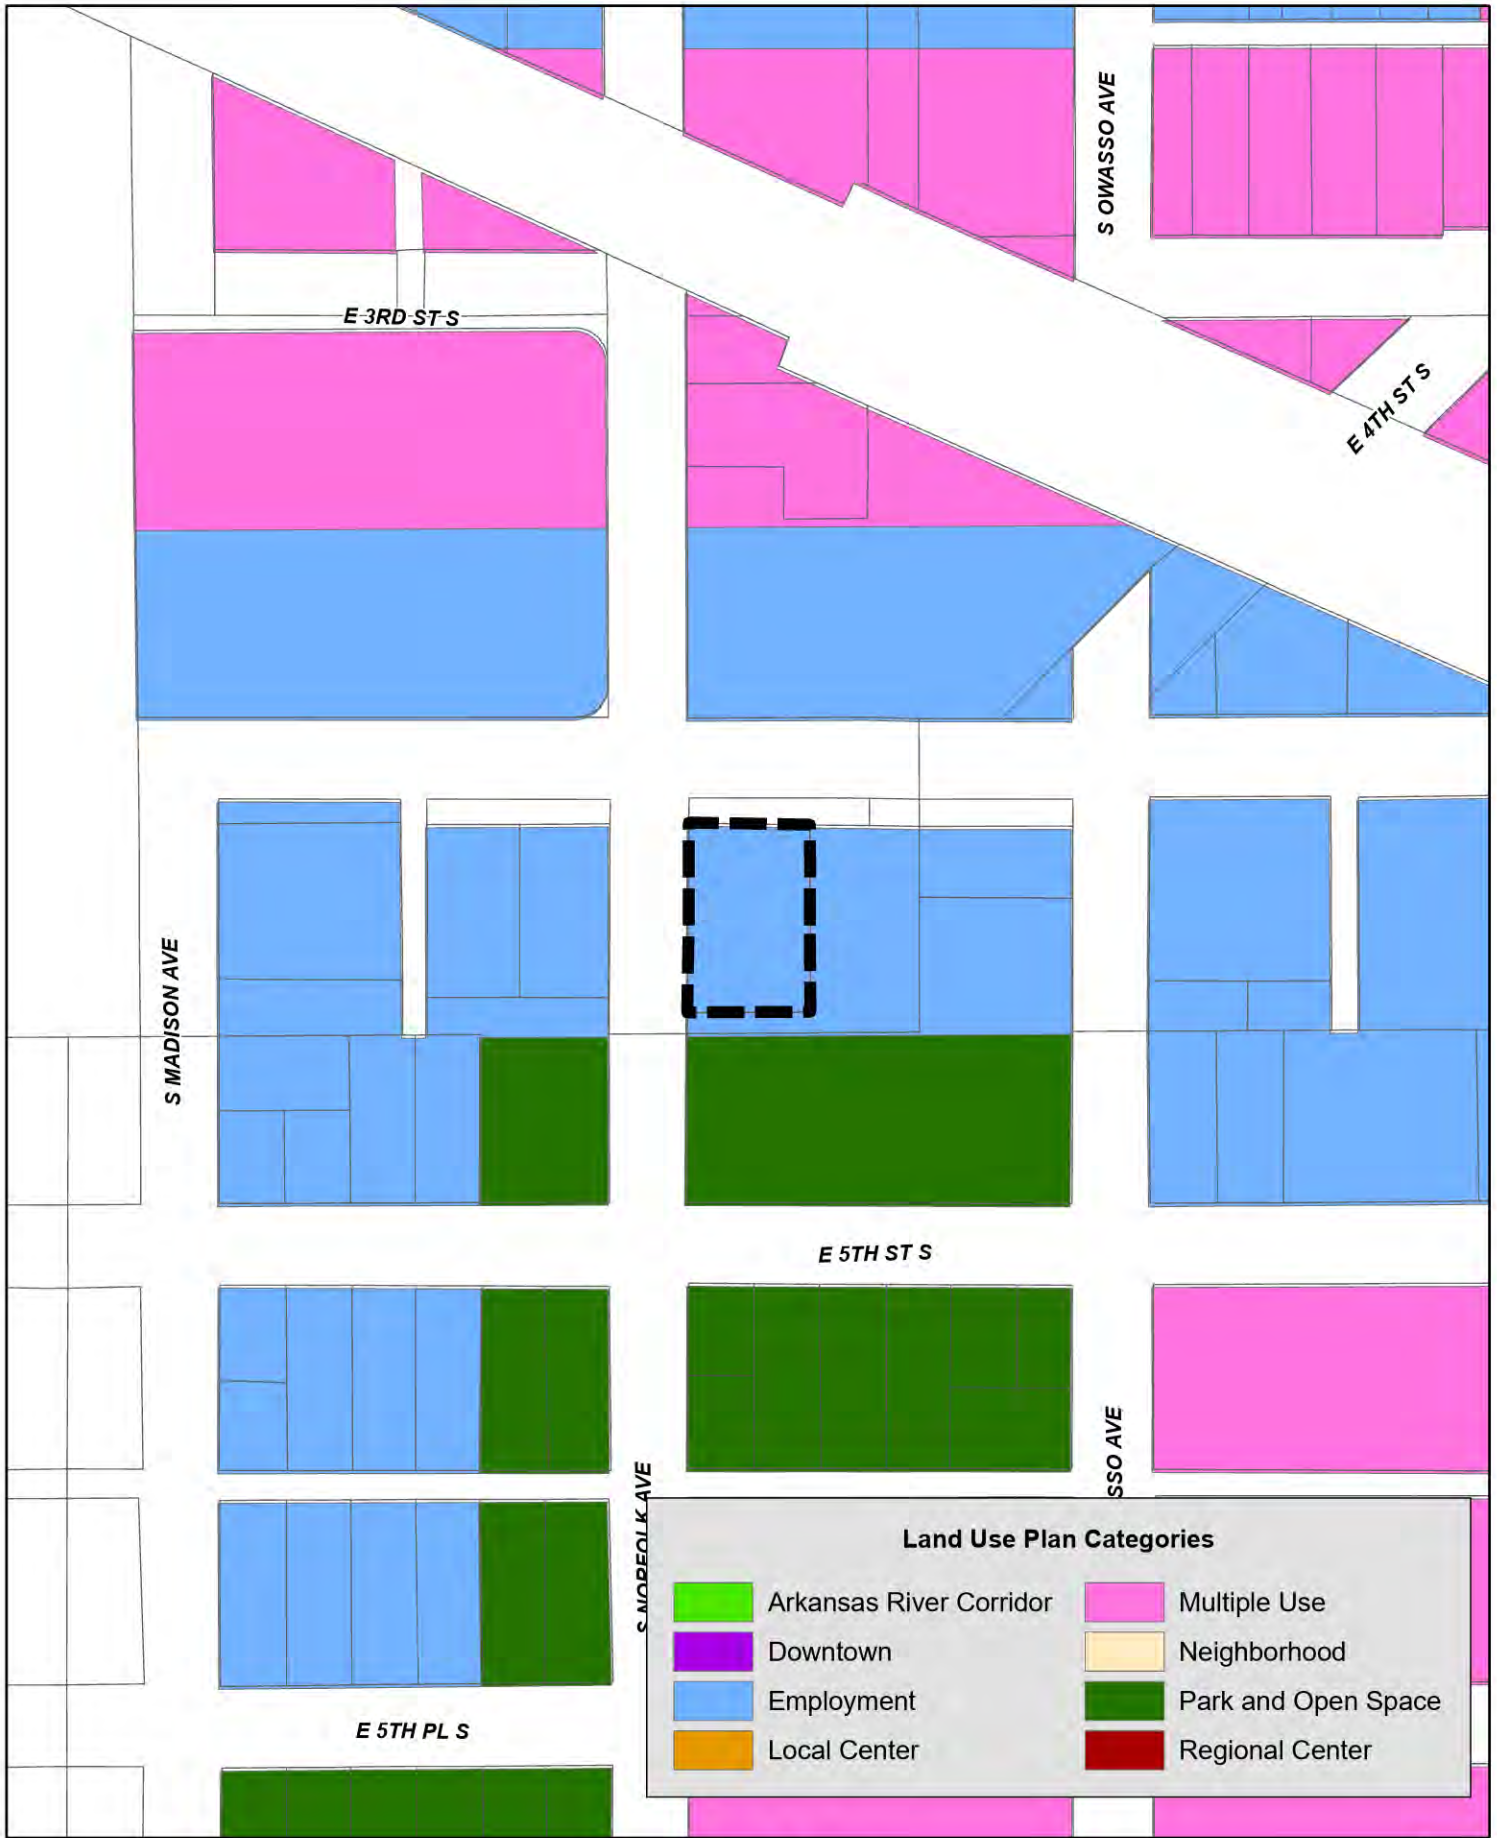 S OWASSO AVE
E 3RD ST S
E 4TH ST S
S MADISON AVE
E 5TH ST S
SSO AVE
S NORFOLK AVE
Land Use Plan Categories
Arkansas River Corridor
Multiple Use
Downtown
Neighborhood
Employment
Park and Open Space
Local Center
Regional Center
E 5TH PL S